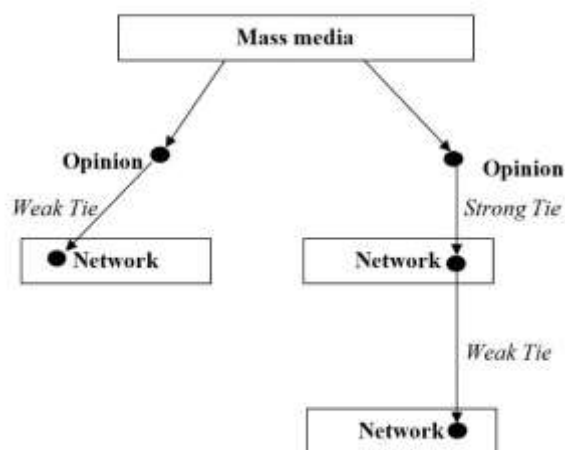 Mass media
Opinion
Opinion
Weak Tie
Strong Tie
Network
Network
Weak Tie
Network